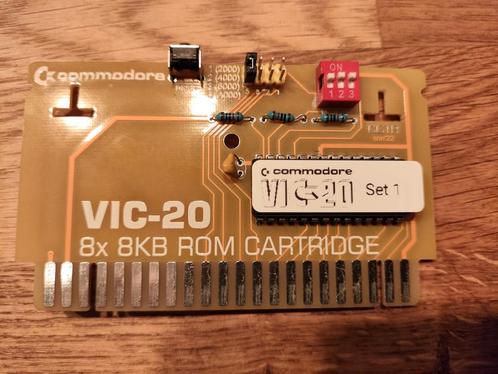 commodore
RESET
(2000)
(4000)
(6000)
ON
1 2 3
commodore
VIC-20 Set 1
VIC-20
8x 8KB ROM CARTRIDGE